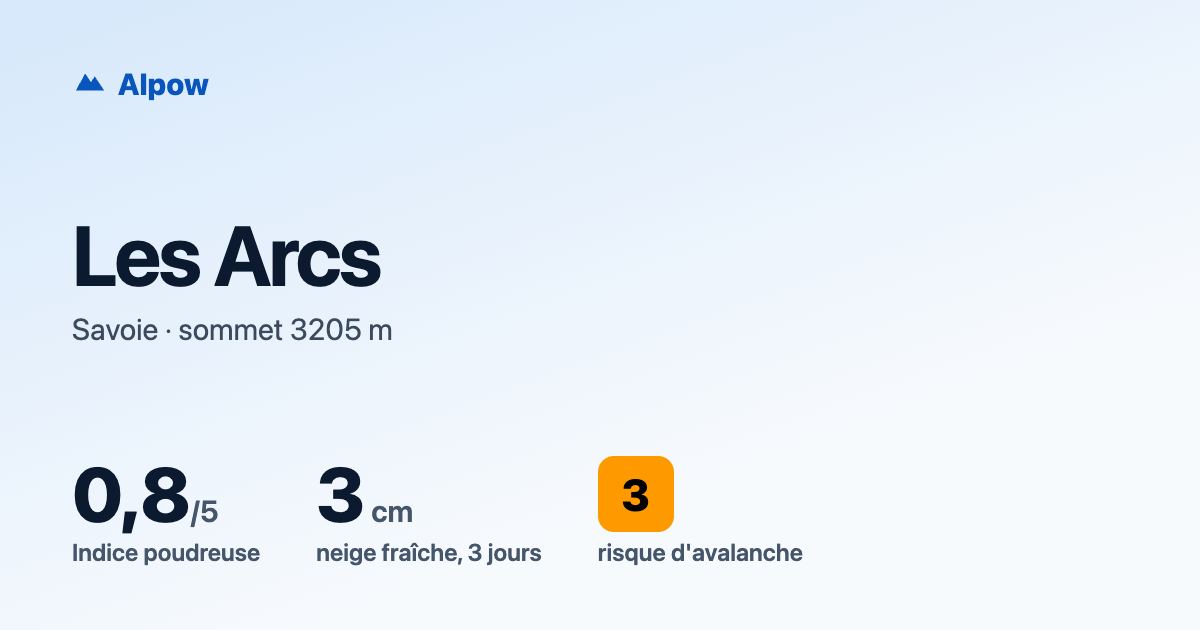 Alpow
Les Arcs
Savoie · sommet 3205 m
0,8/5
Indice poudreuse
3 cm
neige fraîche, 3 jours
3
risque d'avalanche